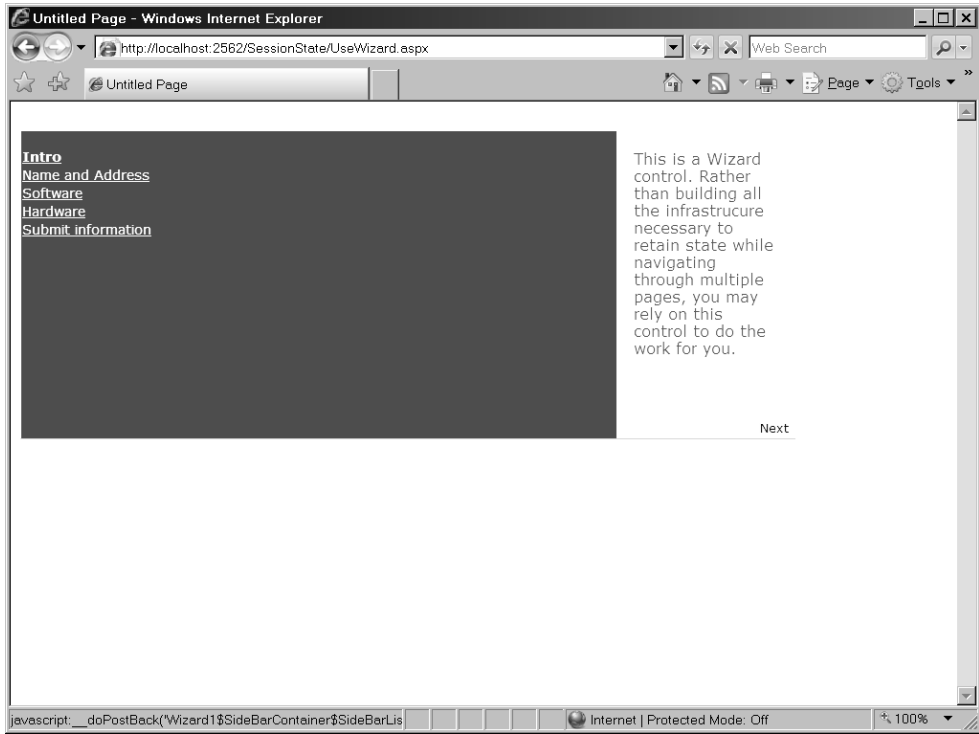 Untitled Page - Windows Internet Explorer
http://localhost:2562/SessionState/UseWizard.aspx
Web Search
Untitled Page
Page
Tools
»
Intro
Name and Address
Software
Hardware
Submit information
This is a Wizard
control. Rather
than building all
the infrastrucure
necessary to
retain state while
navigating
through multiple
pages, you may
rely on this
control to do the
work for you.
Next
javascript:__doPostBack('Wizard1$SideBarContainer$SideBarLis
Internet | Protected Mode: Off
100%